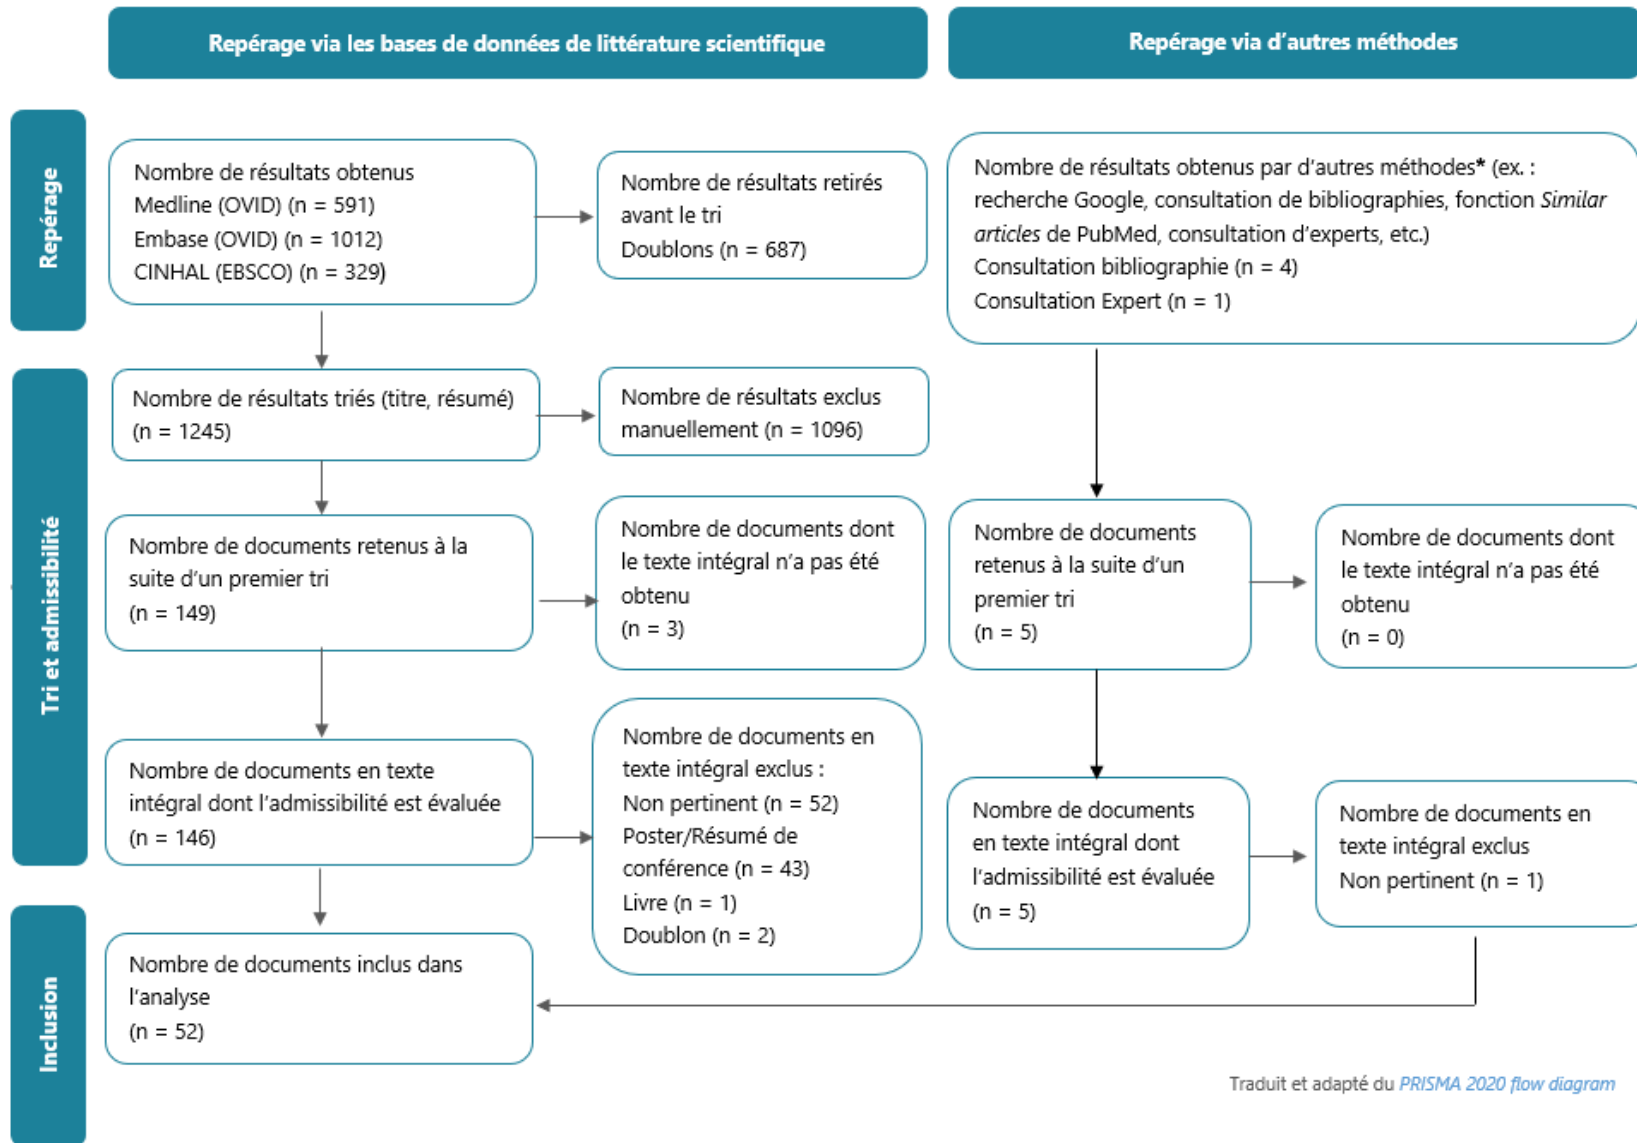 Repérage via les bases de données de littérature scientifique
Repérage via d'autres méthodes
Repérage
Nombre de résultats obtenus
Medline (OVID) (n = 591)
Embase (OVID) (n = 1012)
CINHAL (EBSCO) (n = 329)
Nombre de résultats retirés
avant le tri
Doublons (n = 687)
Nombre de résultats obtenus par d'autres méthodes* (ex. :
recherche Google, consultation de bibliographies, fonction Similar
articles de PubMed, consultation d'experts, etc.)
Consultation bibliographie (n = 4)
Consultation Expert (n = 1)
Tri et admissibilité
Nombre de résultats triés (titre, résumé)
(n = 1245)
Nombre de résultats exclus
manuellement (n = 1096)
Nombre de documents retenus à la
suite d'un premier tri
(n = 149)
Nombre de documents dont
le texte intégral n'a pas été
obtenu
(n = 3)
Nombre de documents
retenus à la suite d'un
premier tri
(n = 5)
Nombre de documents dont
le texte intégral n'a pas été
obtenu
(n = 0)
Nombre de documents en texte
intégral dont l'admissibilité est évaluée
(n = 146)
Nombre de documents en
texte intégral exclus :
Non pertinent (n = 52)
Poster/Résumé de
conférence (n = 43)
Livre (n = 1)
Doublon (n = 2)
Nombre de documents
en texte intégral dont
l'admissibilité est évaluée
(n = 5)
Nombre de documents en
texte intégral exclus
Non pertinent (n = 1)
Inclusion
Nombre de documents inclus dans
l'analyse
(n = 52)
Traduit et adapté du PRISMA 2020 flow diagram